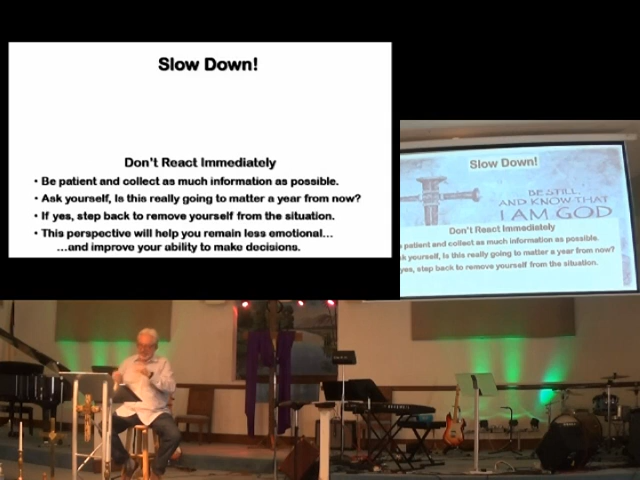 Slow Down!
Don't React Immediately
• Be patient and collect as much information as possible.
• Ask yourself, Is this really going to matter a year from now?
• If yes, step back to remove yourself from the situation.
• This perspective will help you remain less emotional…
…and improve your ability to make decisions.
Slow Down!
BE STILL,
AND KNOW THAT
I AM GOD
Don't React Immediately
patient and collect as much information as possible.
sk yourself, Is this really going to matter a year from now?
yes, step back to remove yourself from the situation.